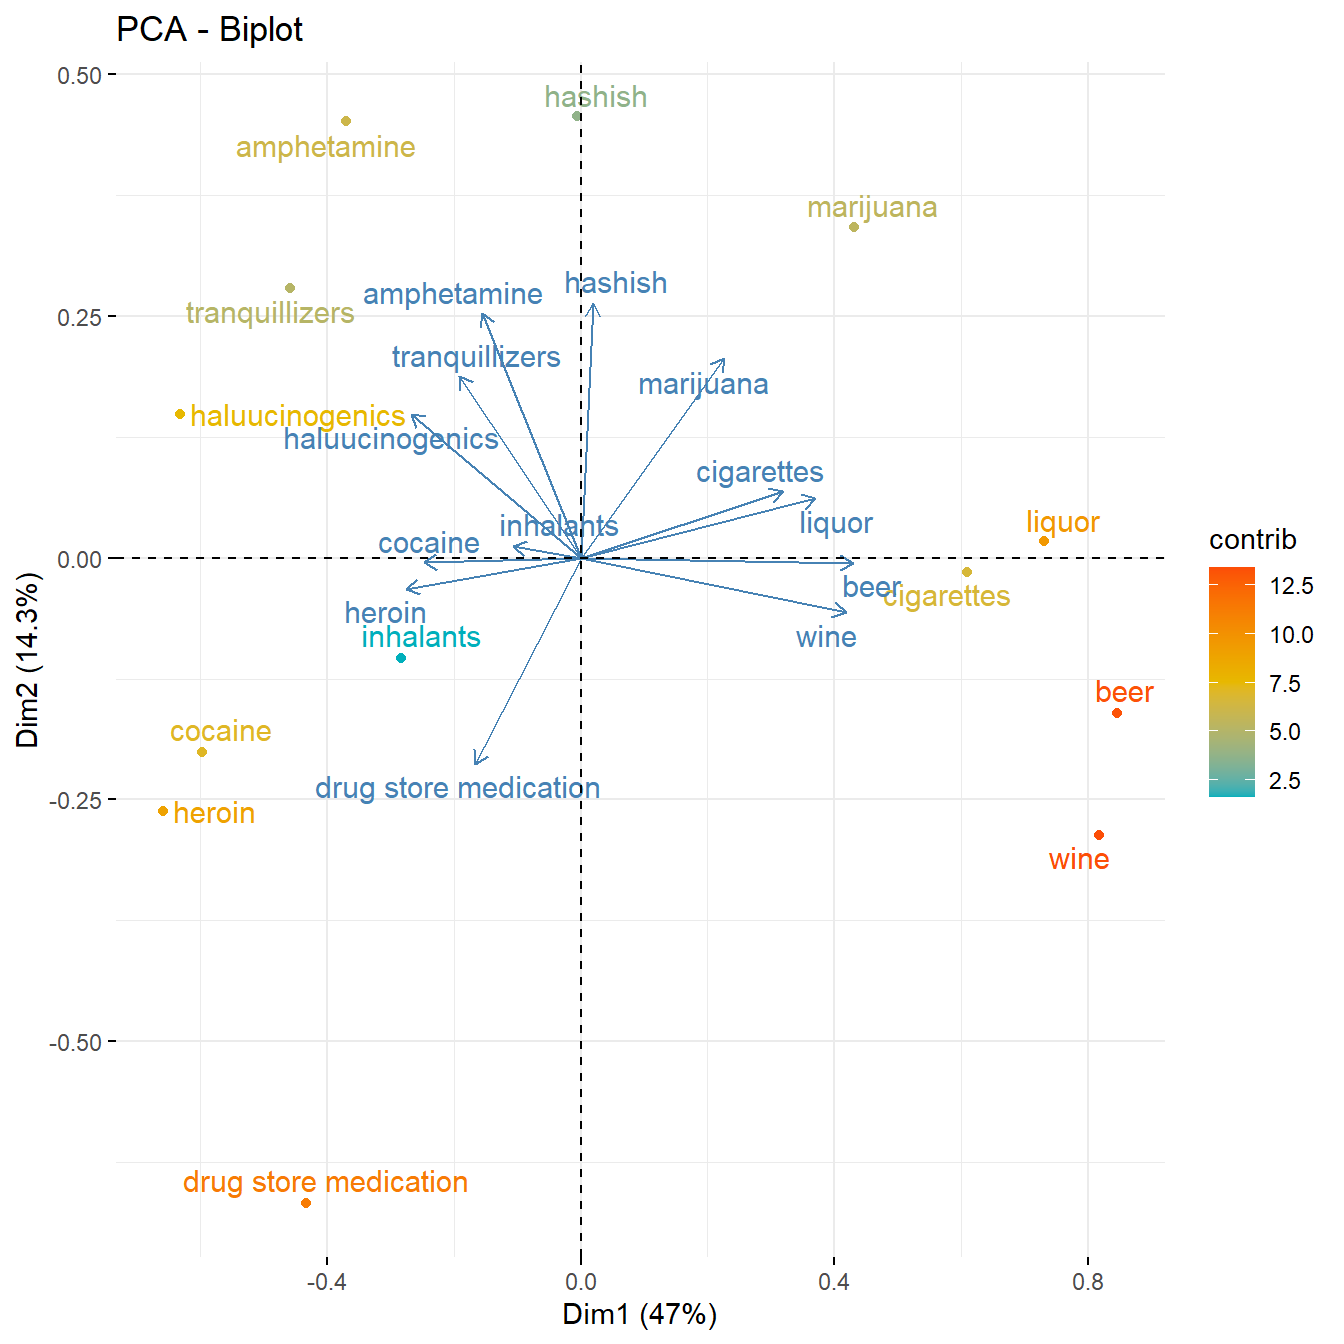 PCA - Biplot
0.50
hashish
amphetamine
marijuana
hashish
amphetamine
0.25
tranquillizers
tranquillizers
marijuana
haluucinogenics
haluucinogenics
cigarettes
liquor
liquor
inhalants
cocaine
contrib
0.00
beer
cigarettes
12.5
heroin
inhalants
wine
10.0
7.5
beer
cocaine
5.0
drug store medication
2.5
-0.25
heroin
wine
-0.50
drug store medication
-0.4
0.0
0.4
0.8
Dim1 (47%)
Dim2 (14.3%)